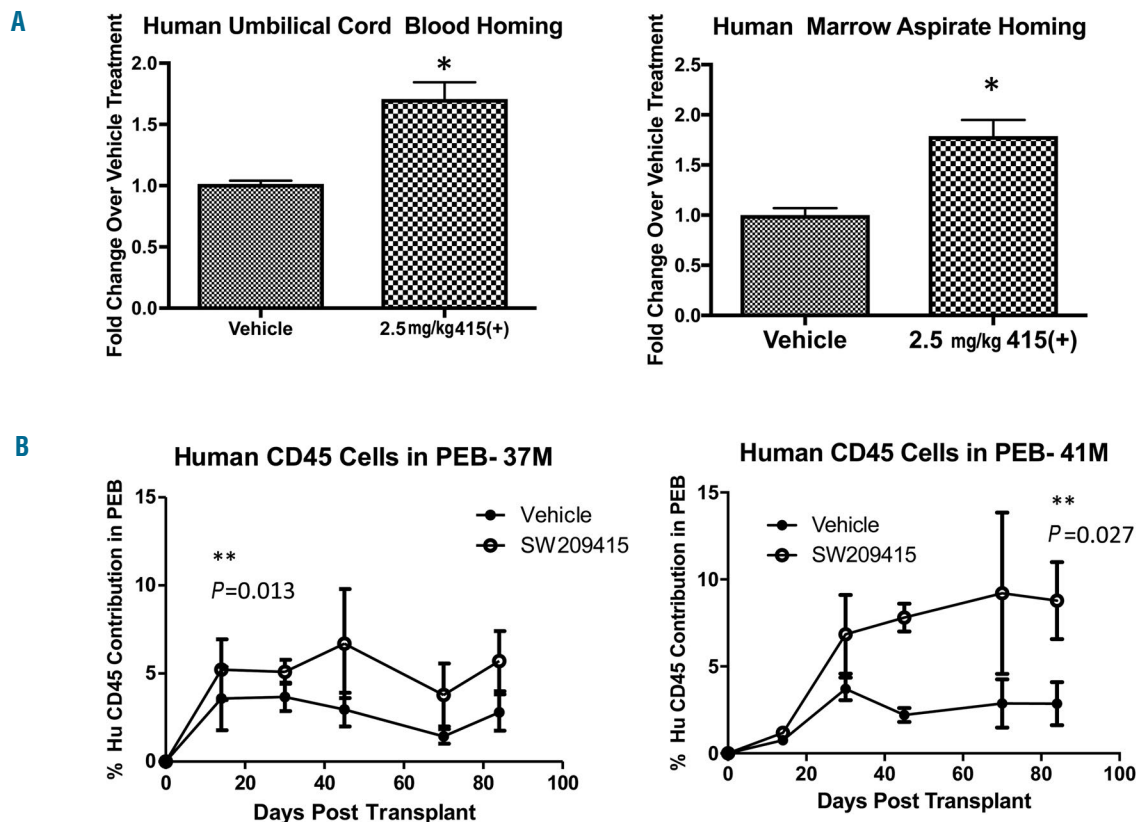 A
Human Umbilical Cord Blood Homing
Fold Change Over Vehicle Treatment
2.0
1.5
1.0
0.5
0.0
*
Vehicle
2.5 mg/kg 415(+)
Human Marrow Aspirate Homing
Fold Change Over Vehicle Treatment
2.5
2.0
1.5
1.0
0.5
0.0
*
Vehicle
2.5 mg/kg 415(+)
B
Human CD45 Cells in PEB- 37M
% Hu CD45 Contribution in PEB
15
10
5
0
Vehicle
SW209415
**
P=0.013
0 20 40 60 80 100
Days Post Transplant
Human CD45 Cells in PEB- 41M
% Hu CD45 Contribution in PEB
15
10
5
0
Vehicle
SW209415
**
P=0.027
0 20 40 60 80 100
Days Post Transplant